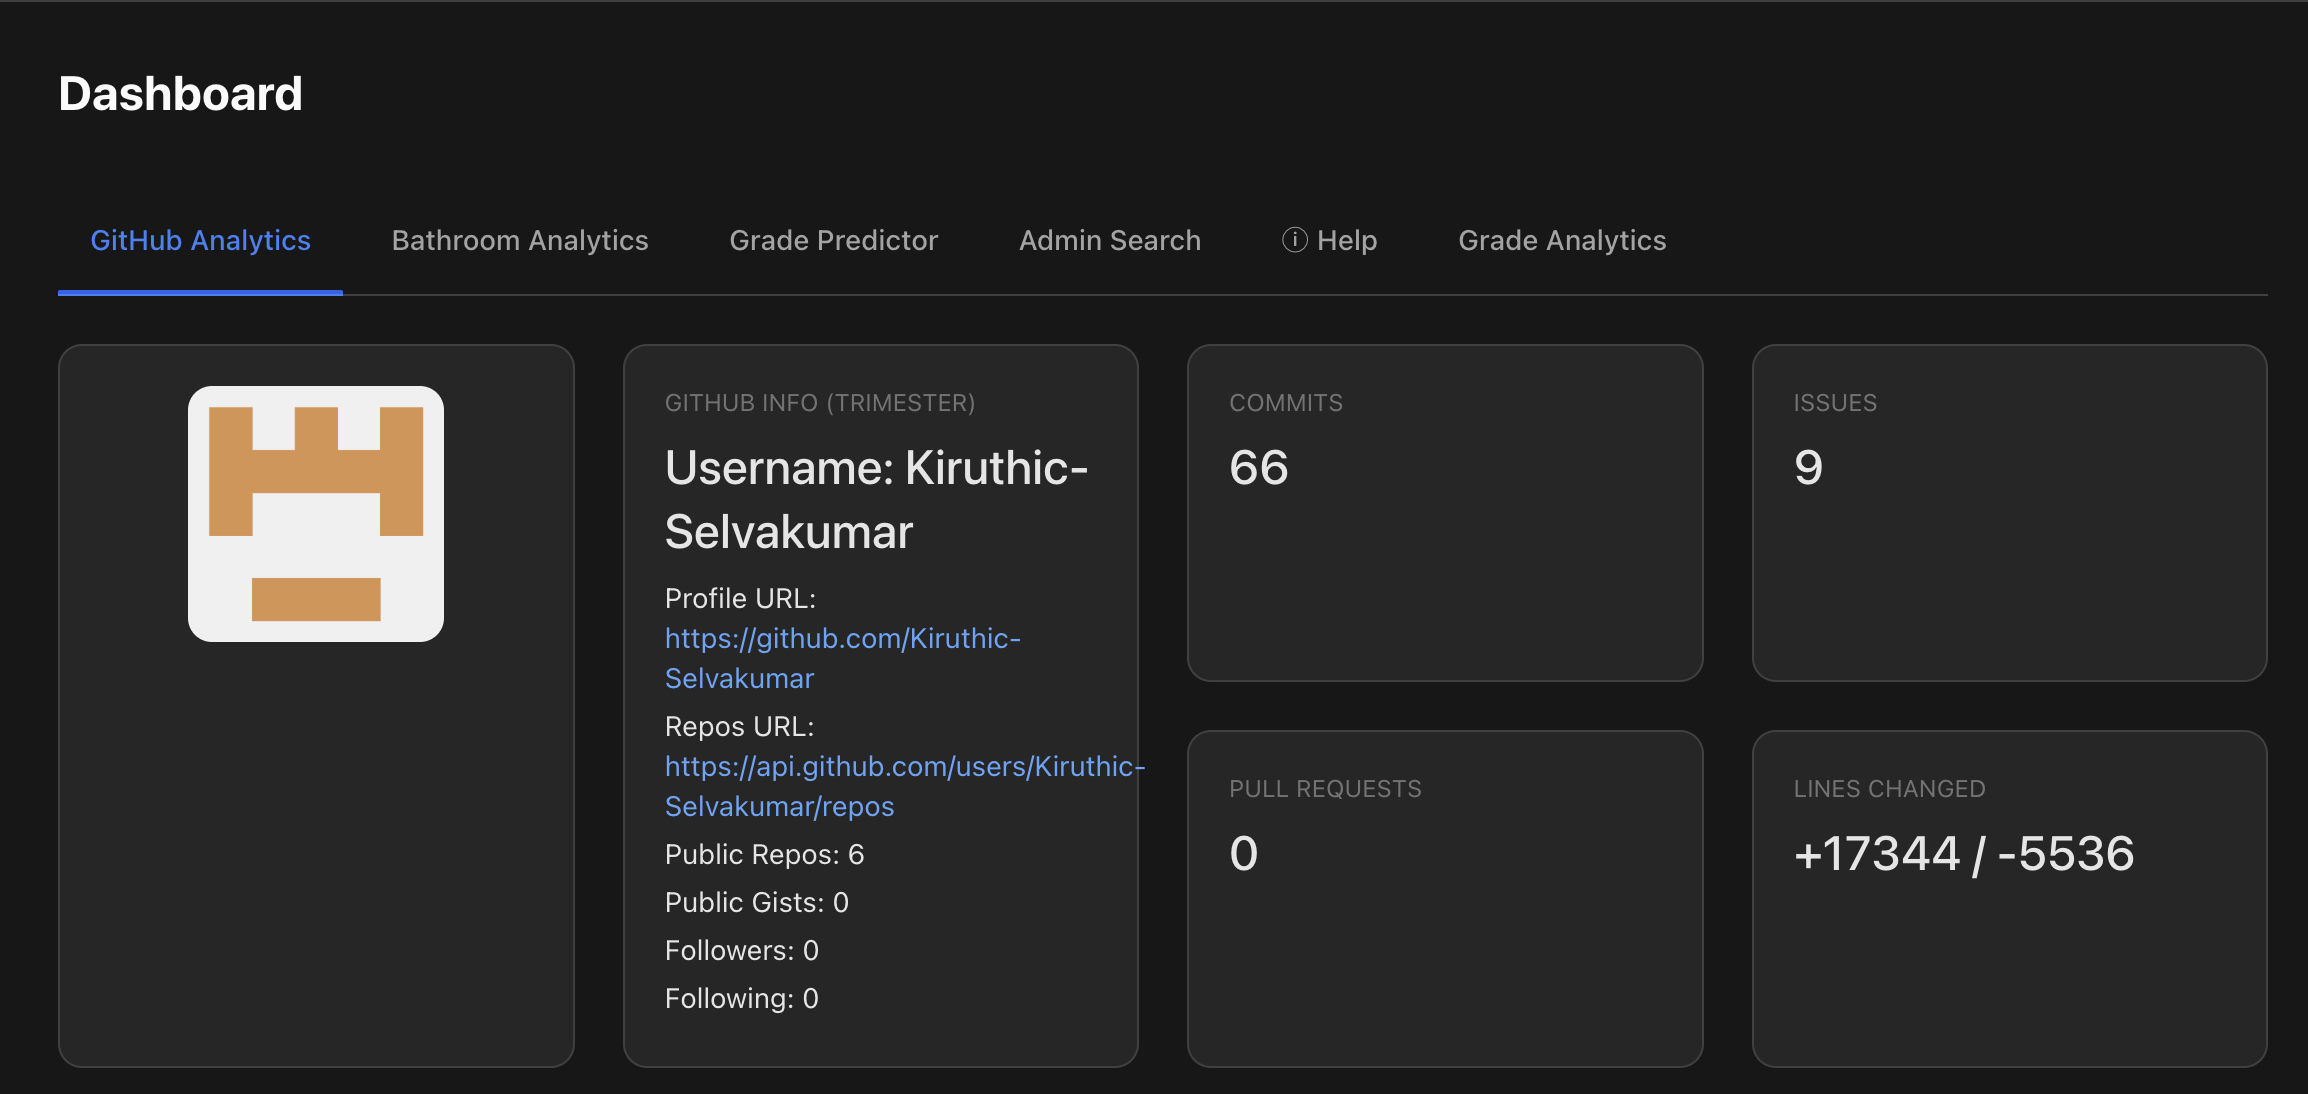 Dashboard
GitHub Analytics
Bathroom Analytics
Grade Predictor
Admin Search
ⓘ Help
Grade Analytics
GITHUB INFO (TRIMESTER)
Username: Kiruthic-
Selvakumar
Profile URL:
https://github.com/Kiruthic-
Selvakumar
Repos URL:
https://api.github.com/users/Kiruthic-
Selvakumar/repos
Public Repos: 6
Public Gists: 0
Followers: 0
Following: 0
COMMITS
66
ISSUES
9
PULL REQUESTS
0
LINES CHANGED
+17344 / -5536